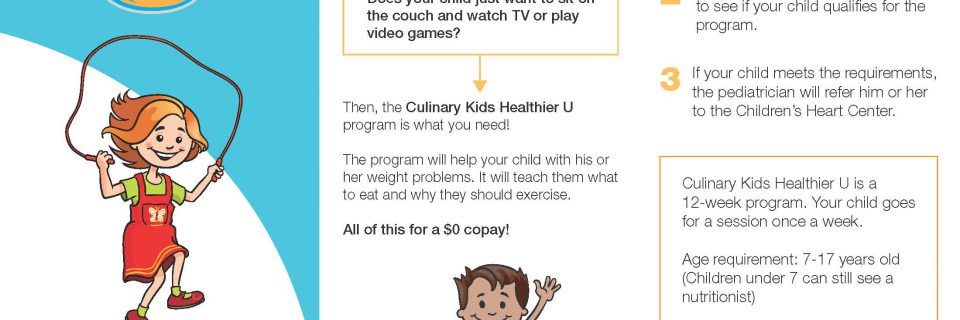 Does your child just want to sit on
the couch and watch TV or play
video games?
Then, the Culinary Kids Healthier U
program is what you need!
The program will help your child with his or
her weight problems. It will teach them what
to eat and why they should exercise.
All of this for a $0 copay!
to see if your child qualifies for the
program.
3 If your child meets the requirements,
the pediatrician will refer him or her
to the Children's Heart Center.
Culinary Kids Healthier U is a
12-week program. Your child goes
for a session once a week.
Age requirement: 7-17 years old
(Children under 7 can still see a
nutritionist)